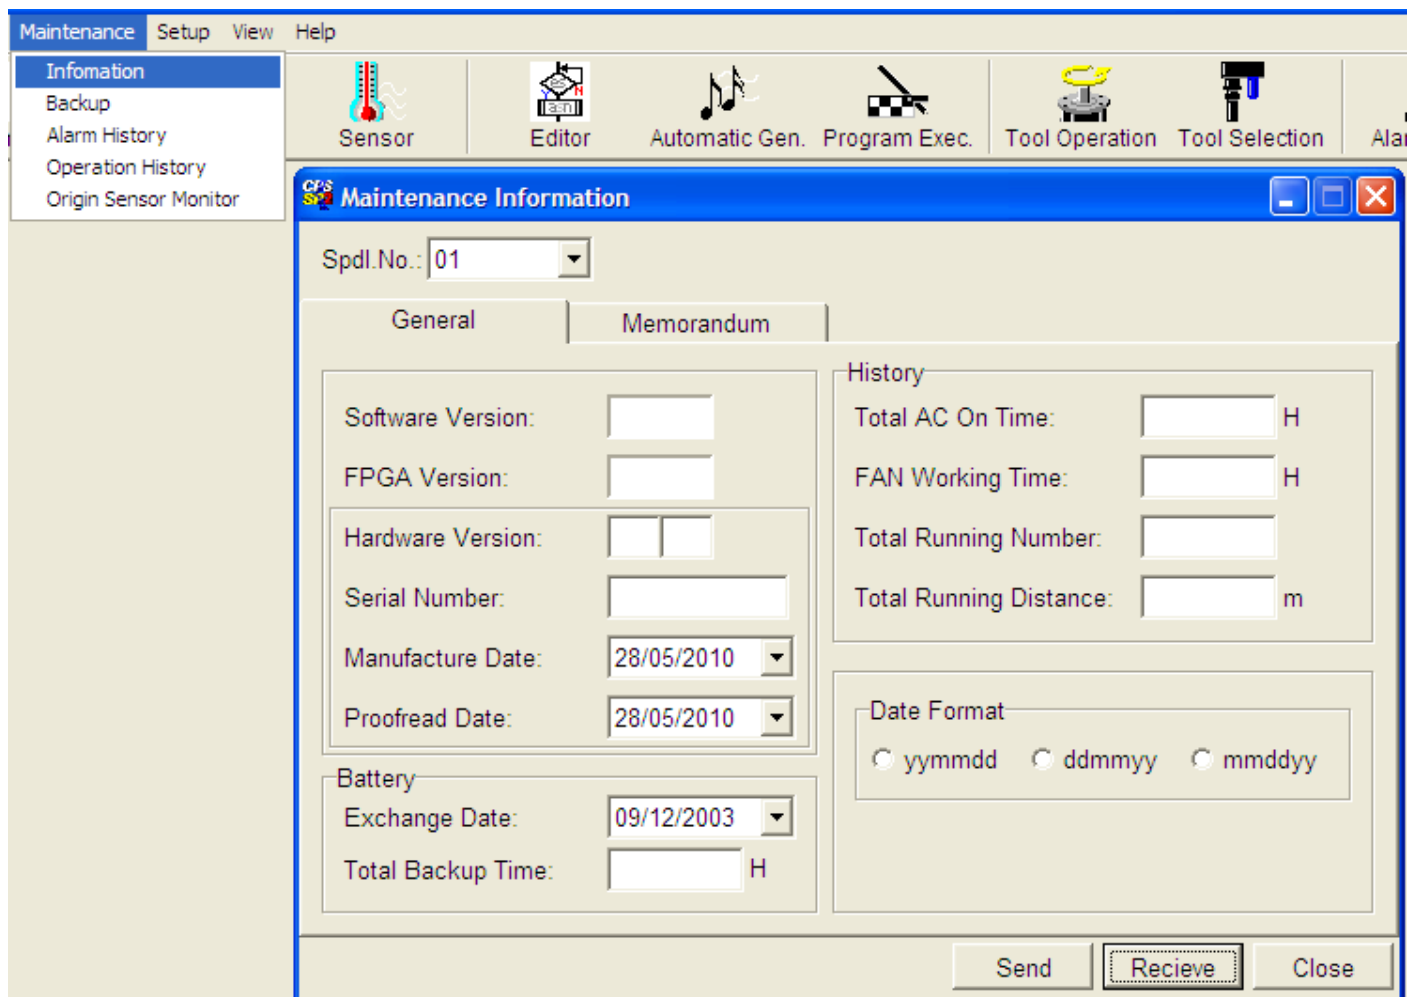 Maintenance Setup View Help
Infomation
Backup
Alarm History
Operation History
Origin Sensor Monitor
Sensor Editor Automatic Gen. Program Exec. Tool Operation Tool Selection
Maintenance Information
Spdl.No.: 01
General Memorandum
Software Version:
FPGA Version:
Hardware Version:
Serial Number:
Manufacture Date: 28/05/2010
Proofread Date: 28/05/2010
Battery
Exchange Date: 09/12/2003
Total Backup Time: H
History
Total AC On Time: H
FAN Working Time: H
Total Running Number:
Total Running Distance: m
Date Format
yymmdd ddmmyy mmddyy
Send Recieve Close